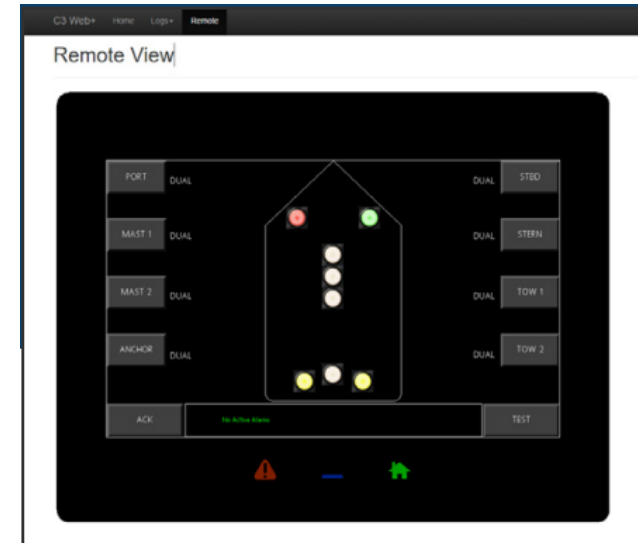 C3 Web+ Home Logs+ Remote
Remote View
PORT DUAL DUAL STBD
MAST 1 DUAL DUAL STERN
MAST 2 DUAL DUAL TOW 1
ANCHOR DUAL DUAL TOW 2
ACK No Active Alarms TEST